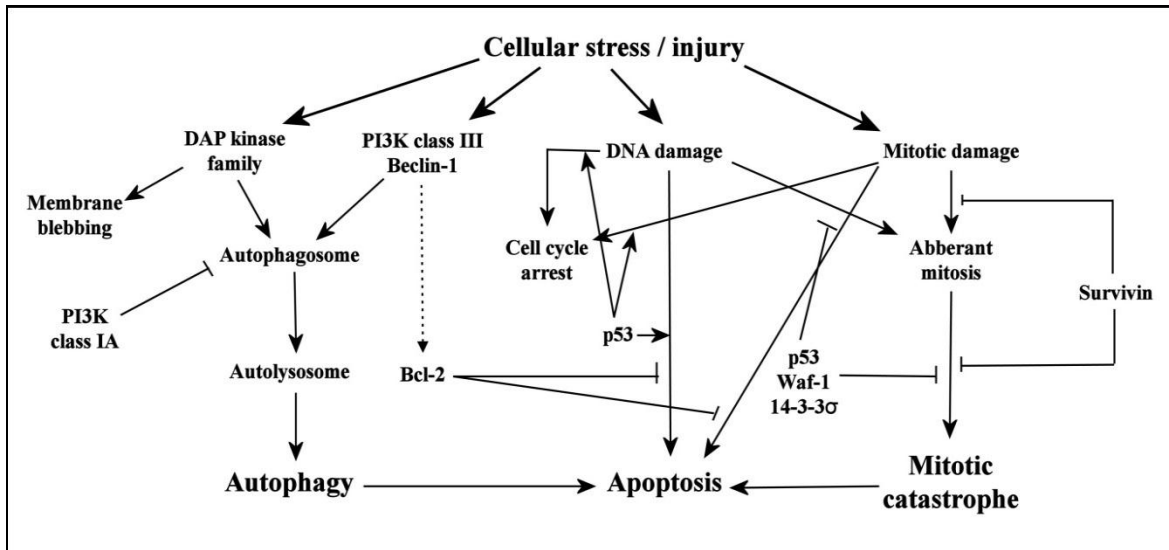 Cellular stress / injury
DAP kinase
family
PI3K class III
Beclin-1
DNA damage
Mitotic damage
Membrane
blebbing
Autophagosome
Cell cycle
arrest
Abberant
mitosis
Survivin
PI3K
class IA
p53
Autolysosome
Bcl-2
p53
Waf-1
14-3-3σ
Autophagy
Apoptosis
Mitotic
catastrophe